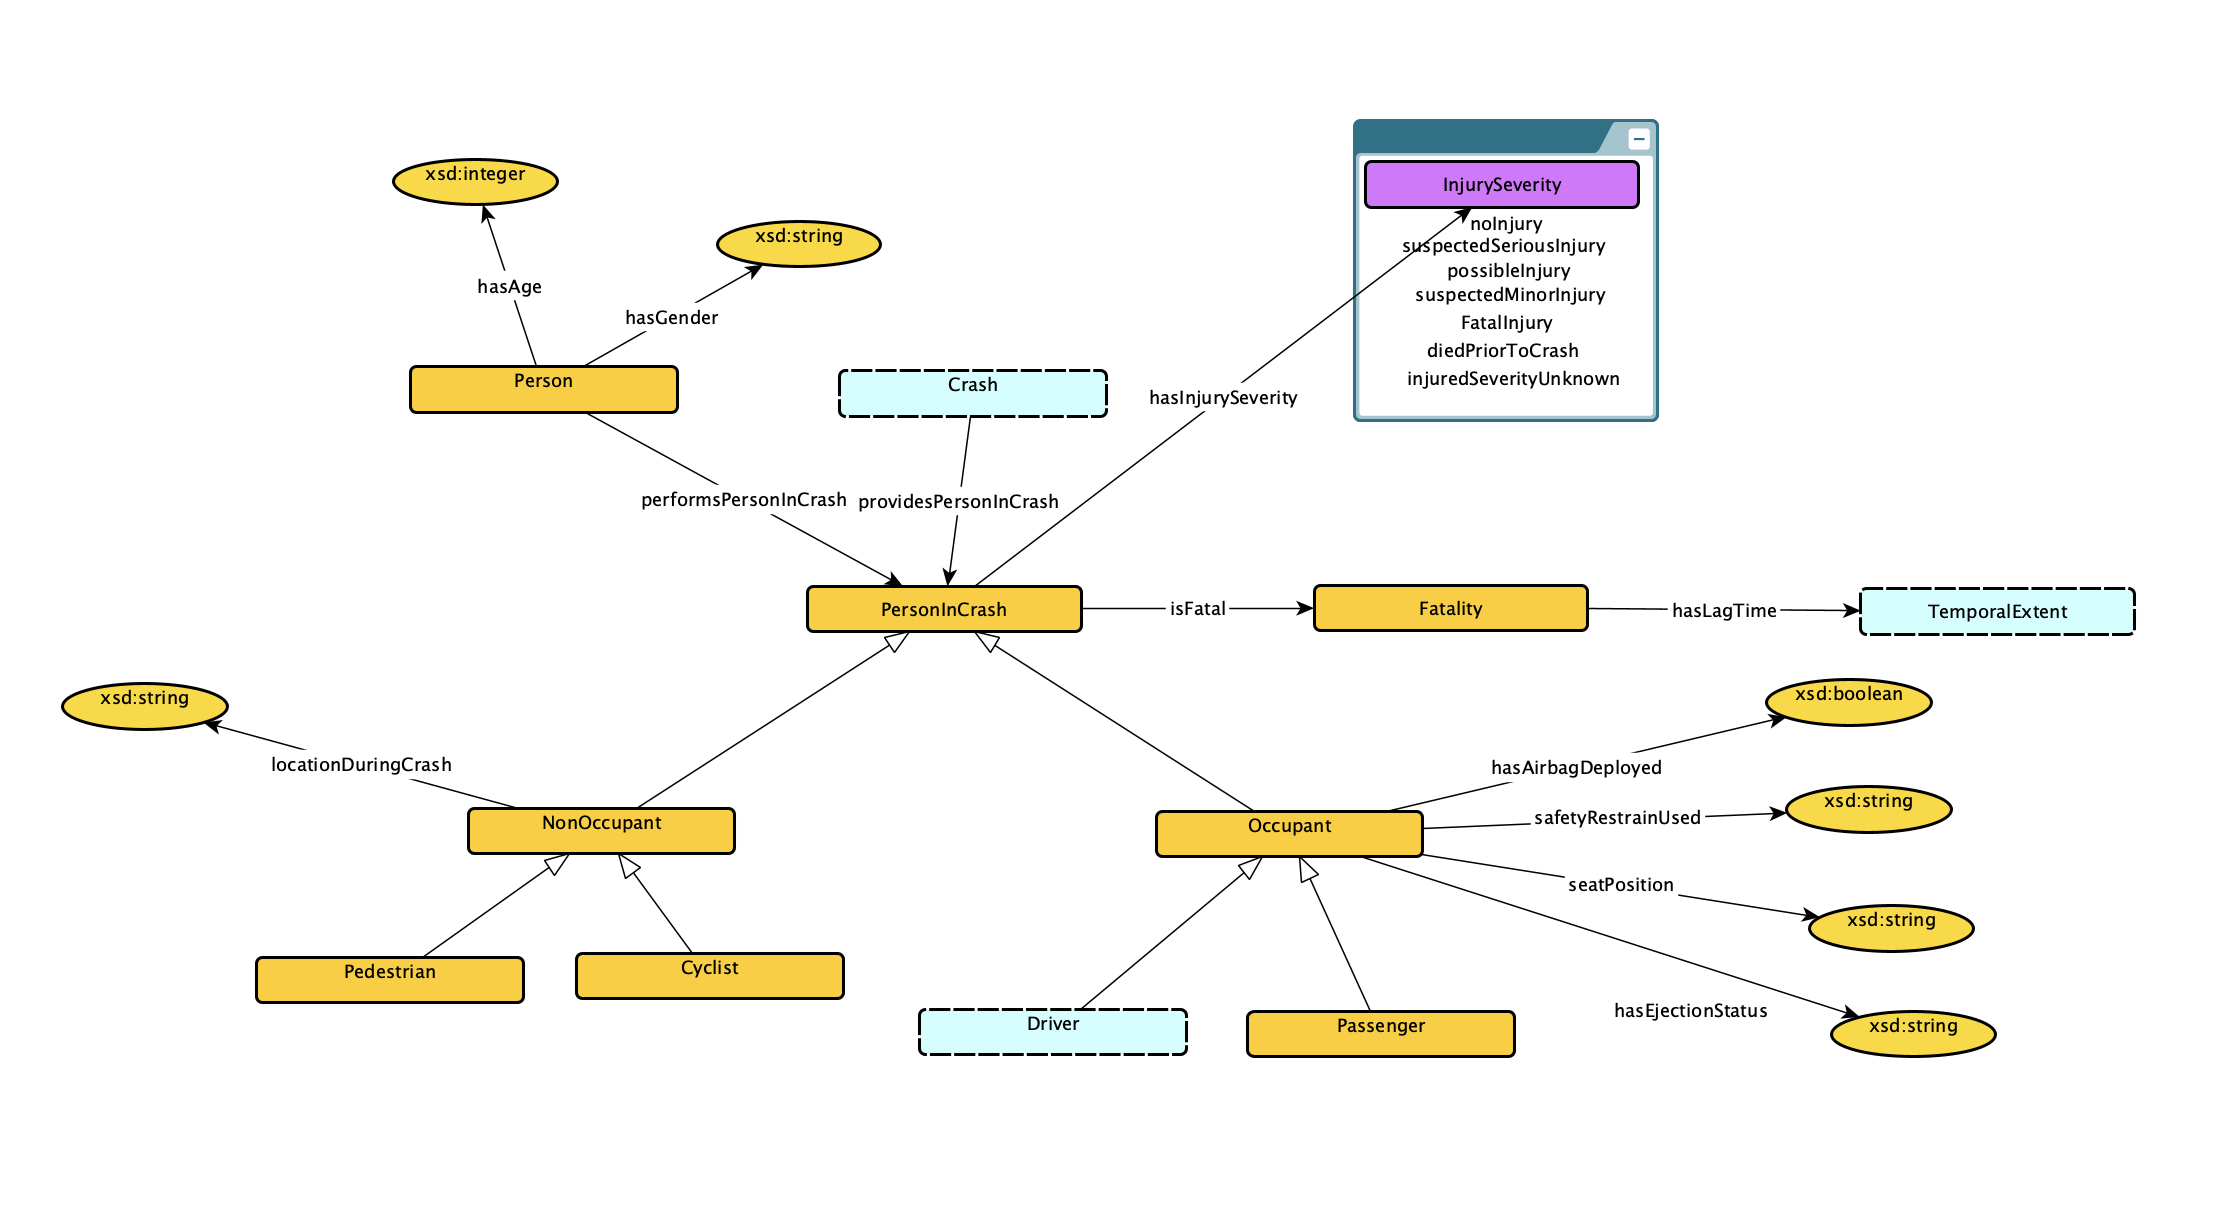 xsd:integer
InjurySeverity
noInjury
suspectedSeriousInjury
possibleInjury
suspectedMinorInjury
FatalInjury
diedPriorToCrash
injuredSeverityUnknown
xsd:string
hasAge
hasGender
Person
Crash
hasInjurySeverity
performsPersonInCrash
providesPersonInCrash
PersonInCrash
isFatal
Fatality
hasLagTime
TemporalExtent
xsd:string
xsd:boolean
locationDuringCrash
hasAirbagDeployed
xsd:string
safetyRestrainUsed
NonOccupant
Occupant
seatPosition
xsd:string
Pedestrian
Cyclist
hasEjectionStatus
Driver
Passenger
xsd:string